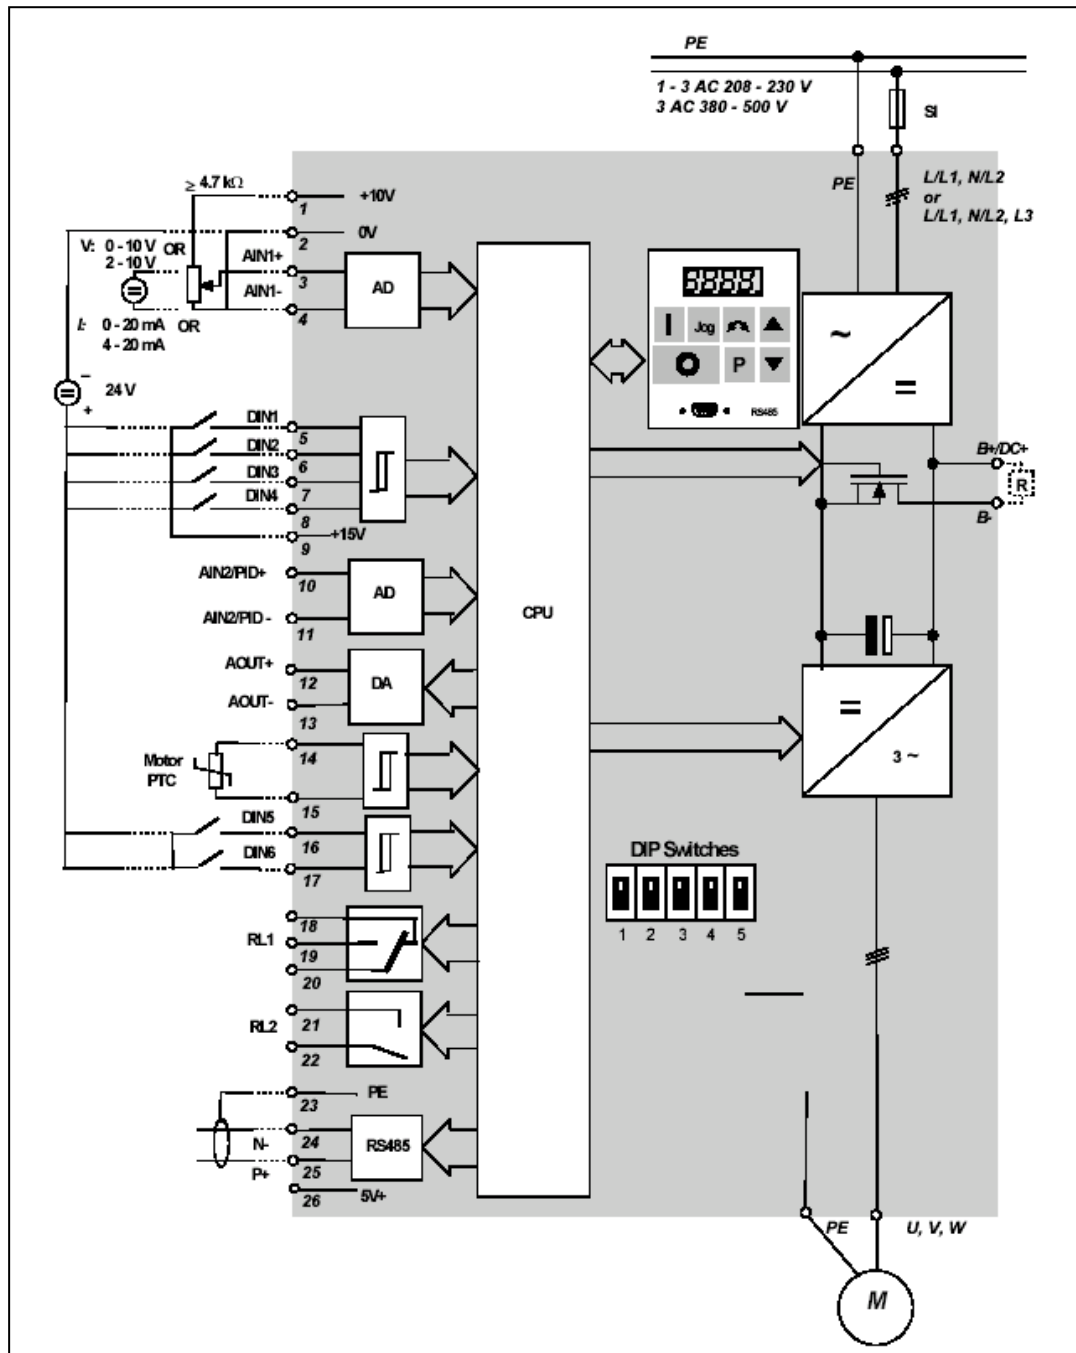 PE
1 - 3 AC 208 - 230 V
3 AC 380 - 500 V
SI
PE
L/L1, N/L2
or
L/L1, N/L2, L3
≥ 4.7 kΩ
1
+10V
2
0V
V: 0 - 10 V OR
2 - 10 V
AIN1+
3
AD
AIN1-
4
I: 0 - 20 mA OR
4 - 20 mA
24 V
–
+
Jog
P
RS485
~
=
DIN1
5
DIN2
6
DIN3
7
DIN4
8
+15V
9
B+/DC+
R
B-
AIN2/PID+
10
AD
AIN2/PID -
11
CPU
AOUT+
12
DA
AOUT-
13
=
3 ~
Motor
PTC
14
15
DIN5
16
DIN6
17
DIP Switches
1 2 3 4 5
18
RL1
19
20
21
RL2
22
PE
23
N-
24
RS485
P+
25
5V+
26
PE
U, V, W
M